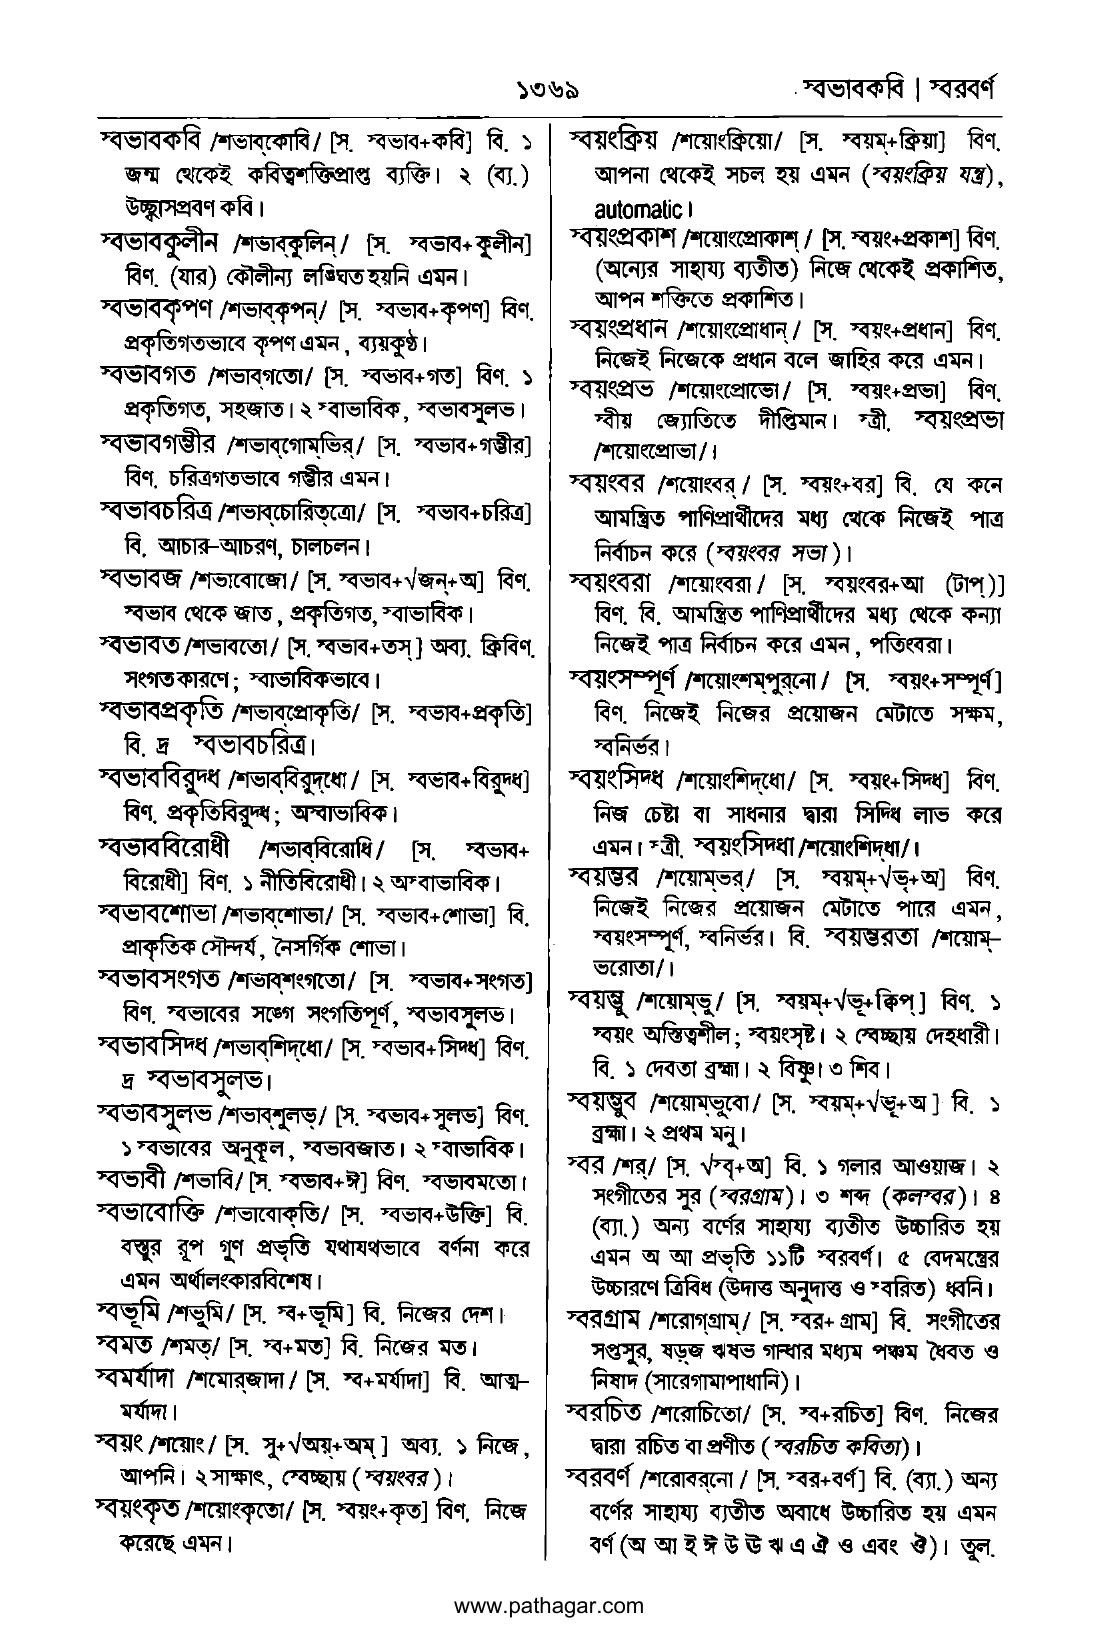 ১৩৬৯
স্বভাবকবি | স্বরবর্ণ
স্বভাবকবি /শভাব্‌কোবি/ [স. স্বভাব+কবি] বি. ১
জন্ম থেকেই কবিত্বশক্তিপ্রাপ্ত ব্যক্তি। ২ (ব্য.)
উচ্ছ্বাসপ্রবণ কবি।
স্বভাবকুলীন /শভাব্‌কুলিন্‌/ [স. স্বভাব+কুলীন]
বিণ. (যার) কৌলীন্য লঙ্ঘিত হয়নি এমন।
স্বভাবকৃপণ /শভাব্‌কৃপন্‌/ [স. স্বভাব+কৃপণ] বিণ.
প্রকৃতিগতভাবে কৃপণ এমন, ব্যয়কুণ্ঠ।
স্বভাবগত /শভাব্‌গতো/ [স. স্বভাব+গত] বিণ. ১
প্রকৃতিগত, সহজাত। ২ স্বাভাবিক, স্বভাবসুলভ।
স্বভাবগম্ভীর /শভাব্‌গোম্‌ভির্‌/ [স. স্বভাব+গম্ভীর]
বিণ. চরিত্রগতভাবে গম্ভীর এমন।
স্বভাবচরিত্র /শভাব্‌চোরিত্‌ত্রো/ [স. স্বভাব+চরিত্র]
বি. আচার–আচরণ, চালচলন।
স্বভাবজ /শভাবোজো/ [স. স্বভাব+√জন্‌+অ] বিণ.
স্বভাব থেকে জাত, প্রকৃতিগত, স্বাভাবিক।
স্বভাবত /শভাবতো/ [স. স্বভাব+তস্‌] অব্য. ক্রিবিণ.
সংগত কারণে; স্বাভাবিকভাবে।
স্বভাবপ্রকৃতি /শভাব্‌প্রোকৃতি/ [স. স্বভাব+প্রকৃতি]
বি. দ্র স্বভাবচরিত্র।
স্বভাববিরুদ্ধ /শভাব্‌বিরুদ্‌ধো/ [স. স্বভাব+বিরুদ্ধ]
বিণ. প্রকৃতিবিরুদ্ধ; অস্বাভাবিক।
স্বভাববিরোধী /শভাব্‌বিরোধি/ [স. স্বভাব+
বিরোধী] বিণ. ১ নীতিবিরোধী। ২ অস্বাভাবিক।
স্বভাবশোভা /শভাব্‌শোভা/ [স. স্বভাব+শোভা] বি.
প্রাকৃতিক সৌন্দর্য, নৈসর্গিক শোভা।
স্বভাবসংগত /শভাব্‌শংগতো/ [স. স্বভাব+সংগত]
বিণ. স্বভাবের সঙ্গে সংগতিপূর্ণ, স্বভাবসুলভ।
স্বভাবসিদ্ধ /শভাব্‌শিদ্‌ধো/ [স. স্বভাব+সিদ্ধ] বিণ.
দ্র স্বভাবসুলভ।
স্বভাবসুলভ /শভাব্‌শুলভ্‌/ [স. স্বভাব+সুলভ] বিণ.
১ স্বভাবের অনুকূল, স্বভাবজাত। ২ স্বাভাবিক।
স্বভাবী /শভাবি/ [স. স্বভাব+ঈ] বিণ. স্বভাবমতো।
স্বভাবোক্তি /শভাবোক্‌তি/ [স. স্বভাব+উক্তি] বি.
বস্তুর রূপ গুণ প্রভৃতি যথাযথভাবে বর্ণনা করে
এমন অর্থালংকারবিশেষ।
স্বভূমি /শভুমি/ [স. স্ব+ভূমি] বি. নিজের দেশ।
স্বমত /শমত্‌/ [স. স্ব+মত] বি. নিজের মত।
স্বমর্যাদা /শমোর্‌জাদা/ [স. স্ব+মর্যাদা] বি. আত্ম–
মর্যাদা।
স্বয়ং /শয়োং/ [স. সু+√অয়্‌+অম্‌] অব্য. ১ নিজে,
আপনি। ২ সাক্ষাৎ, স্বেচ্ছায় (স্বয়ংবর)।
স্বয়ংকৃত /শয়োংকৃতো/ [স. স্বয়ং+কৃত] বিণ. নিজে
করেছে এমন।
স্বয়ংক্রিয় /শয়োংক্রিয়ো/ [স. স্বয়ম্‌+ক্রিয়া] বিণ.
আপনা থেকেই সচল হয় এমন (স্বয়ংক্রিয় যন্ত্র),
automatic।
স্বয়ংপ্রকাশ /শয়োংপ্রোকাশ্‌/ [স. স্বয়ং+প্রকাশ] বিণ.
(অন্যের সাহায্য ব্যতীত) নিজে থেকেই প্রকাশিত,
আপন শক্তিতে প্রকাশিত।
স্বয়ংপ্রধান /শয়োংপ্রোধান্‌/ [স. স্বয়ং+প্রধান] বিণ.
নিজেই নিজেকে প্রধান বলে জাহির করে এমন।
স্বয়ংপ্রভ /শয়োংপ্রোভো/ [স. স্বয়ং+প্রভা] বিণ.
স্বীয় জ্যোতিতে দীপ্তিমান। স্ত্রী. স্বয়ংপ্রভা
/শয়োংপ্রোভা/।
স্বয়ংবর /শয়োংবর্‌/ [স. স্বয়ং+বর] বি. যে কনে
আমন্ত্রিত পাণিপ্রার্থীদের মধ্য থেকে নিজেই পাত্র
নির্বাচন করে (স্বয়ংবর সভা)।
স্বয়ংবরা /শয়োংবরা/ [স. স্বয়ংবর+আ (টাপ্‌)]
বিণ. বি. আমন্ত্রিত পাণিপ্রার্থীদের মধ্য থেকে কন্যা
নিজেই পাত্র নির্বাচন করে এমন, পতিংবরা।
স্বয়ংসম্পূর্ণ /শয়োংশম্‌পুর্‌নো/ [স. স্বয়ং+সম্পূর্ণ]
বিণ. নিজেই নিজের প্রয়োজন মেটাতে সক্ষম,
স্বনির্ভর।
স্বয়ংসিদ্ধ /শয়োংশিদ্‌ধো/ [স. স্বয়ং+সিদ্ধ] বিণ.
নিজ চেষ্টা বা সাধনার দ্বারা সিদ্ধি লাভ করে
এমন। স্ত্রী. স্বয়ংসিদ্ধা /শয়োংশিদ্‌ধা/।
স্বয়ম্ভর /শয়োম্‌ভর্‌/ [স. স্বয়ম্‌+√ভৃ+অ] বিণ.
নিজেই নিজের প্রয়োজন মেটাতে পারে এমন,
স্বয়ংসম্পূর্ণ, স্বনির্ভর। বি. স্বয়ম্ভরতা /শয়োম্‌–
ভরোতা/।
স্বয়ম্ভু /শয়োম্‌ভু/ [স. স্বয়ম্‌+√ভূ+ক্বিপ্‌] বিণ. ১
স্বয়ং অস্তিত্বশীল; স্বয়ংসৃষ্ট। ২ স্বেচ্ছায় দেহধারী।
বি. ১ দেবতা ব্রহ্মা। ২ বিষ্ণু। ৩ শিব।
স্বয়ম্ভুব /শয়োম্‌ভুবো/ [স. স্বয়ম্‌+√ভূ+অ] বি. ১
ব্রহ্মা। ২ প্রথম মনু।
স্বর /শর্‌/ [স. √স্বৃ+অ] বি. ১ গলার আওয়াজ। ২
সংগীতের সুর (স্বরগ্রাম)। ৩ শব্দ (কলস্বর)। ৪
(ব্যা.) অন্য বর্ণের সাহায্য ব্যতীত উচ্চারিত হয়
এমন অ আ প্রভৃতি ১১টি স্বরবর্ণ। ৫ বেদমন্ত্রের
উচ্চারণে ত্রিবিধ (উদাত্ত অনুদাত্ত ও স্বরিত) ধ্বনি।
স্বরগ্রাম /শরোগ্‌গ্রাম্‌/ [স. স্বর+গ্রাম] বি. সংগীতের
সপ্তসুর, ষড়্‌জ ঋষভ গান্ধার মধ্যম পঞ্চম ধৈবত ও
নিষাদ (সারেগামাপাধানি)।
স্বরচিত /শরোচিতো/ [স. স্ব+রচিত] বিণ. নিজের
দ্বারা রচিত বা প্রণীত (স্বরচিত কবিতা)।
স্বরবর্ণ /শরোবর্‌নো/ [স. স্বর+বর্ণ] বি. (ব্যা.) অন্য
বর্ণের সাহায্য ব্যতীত অবাধে উচ্চারিত হয় এমন
বর্ণ (অ আ ই ঈ উ ঊ ঋ এ ঐ ও এবং ঔ)। তুল.
www.pathagar.com